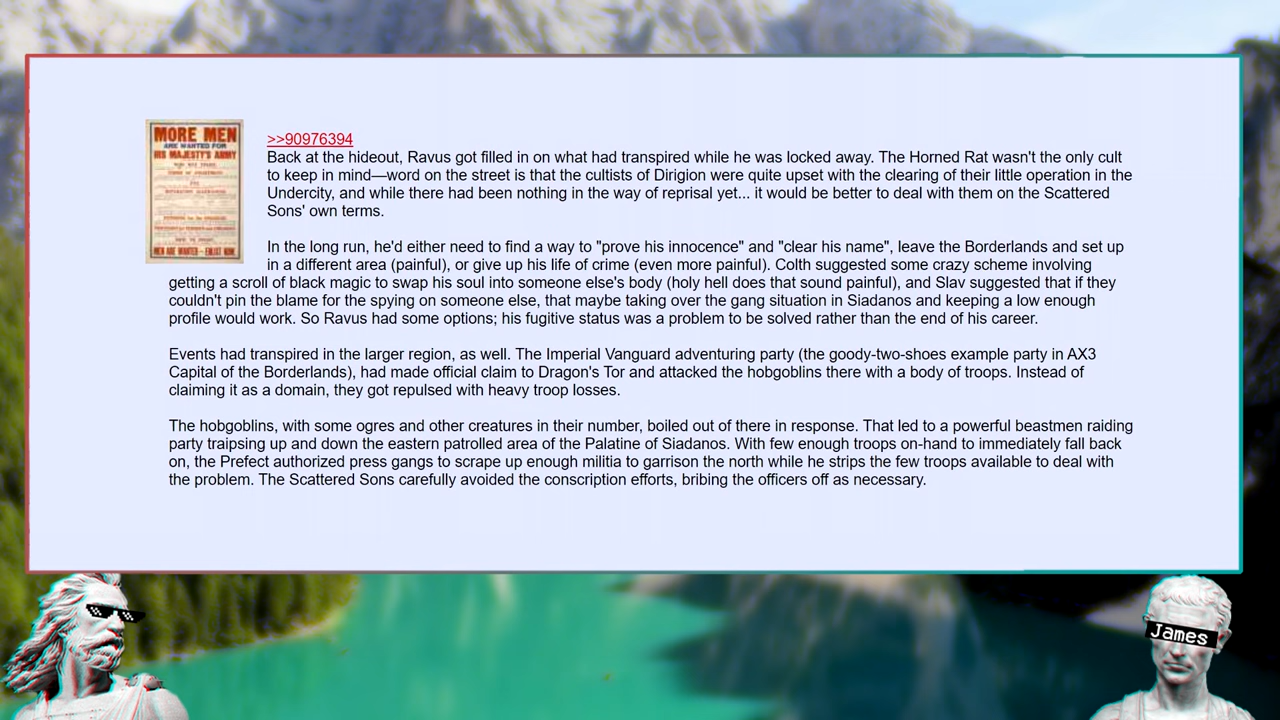 MORE MEN
ARE WANTED FOR
HIS MAJESTY'S ARMY
>>90976394
Back at the hideout, Ravus got filled in on what had transpired while he was locked away. The Horned Rat wasn't the only cult
to keep in mind—word on the street is that the cultists of Dirigion were quite upset with the clearing of their little operation in the
Undercity, and while there had been nothing in the way of reprisal yet... it would be better to deal with them on the Scattered
Sons' own terms.
In the long run, he'd either need to find a way to "prove his innocence" and "clear his name", leave the Borderlands and set up
in a different area (painful), or give up his life of crime (even more painful). Colth suggested some crazy scheme involving
getting a scroll of black magic to swap his soul into someone else's body (holy hell does that sound painful), and Slav suggested that if they
couldn't pin the blame for the spying on someone else, that maybe taking over the gang situation in Siadanos and keeping a low enough
profile would work. So Ravus had some options; his fugitive status was a problem to be solved rather than the end of his career.
Events had transpired in the larger region, as well. The Imperial Vanguard adventuring party (the goody-two-shoes example party in AX3
Capital of the Borderlands), had made official claim to Dragon's Tor and attacked the hobgoblins there with a body of troops. Instead of
claiming it as a domain, they got repulsed with heavy troop losses.
The hobgoblins, with some ogres and other creatures in their number, boiled out of there in response. That led to a powerful beastmen raiding
party traipsing up and down the eastern patrolled area of the Palatine of Siadanos. With few enough troops on-hand to immediately fall back
on, the Prefect authorized press gangs to scrape up enough militia to garrison the north while he strips the few troops available to deal with
the problem. The Scattered Sons carefully avoided the conscription efforts, bribing the officers off as necessary.
James